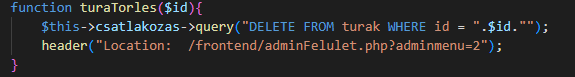 function turaTorles($id){
$this->csatlakozas->query("DELETE FROM turak WHERE id = ".$id."");
header("Location:  /frontend/adminFelulet.php?adminmenu=2");
}